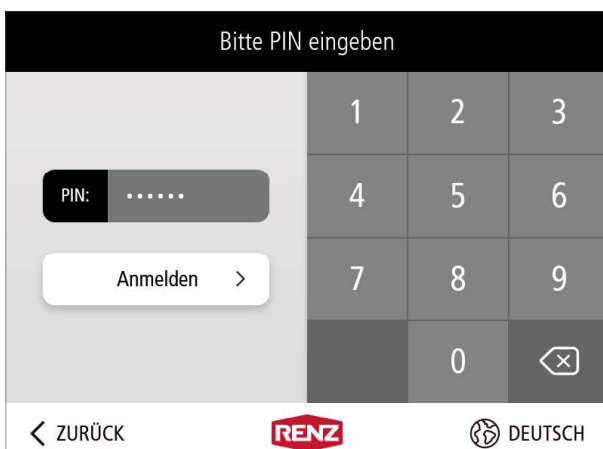 Bitte PIN eingeben
1 2 3
PIN: ······
4 5 6
Anmelden >
7 8 9
0
ZURÜCK
RENZ
DEUTSCH